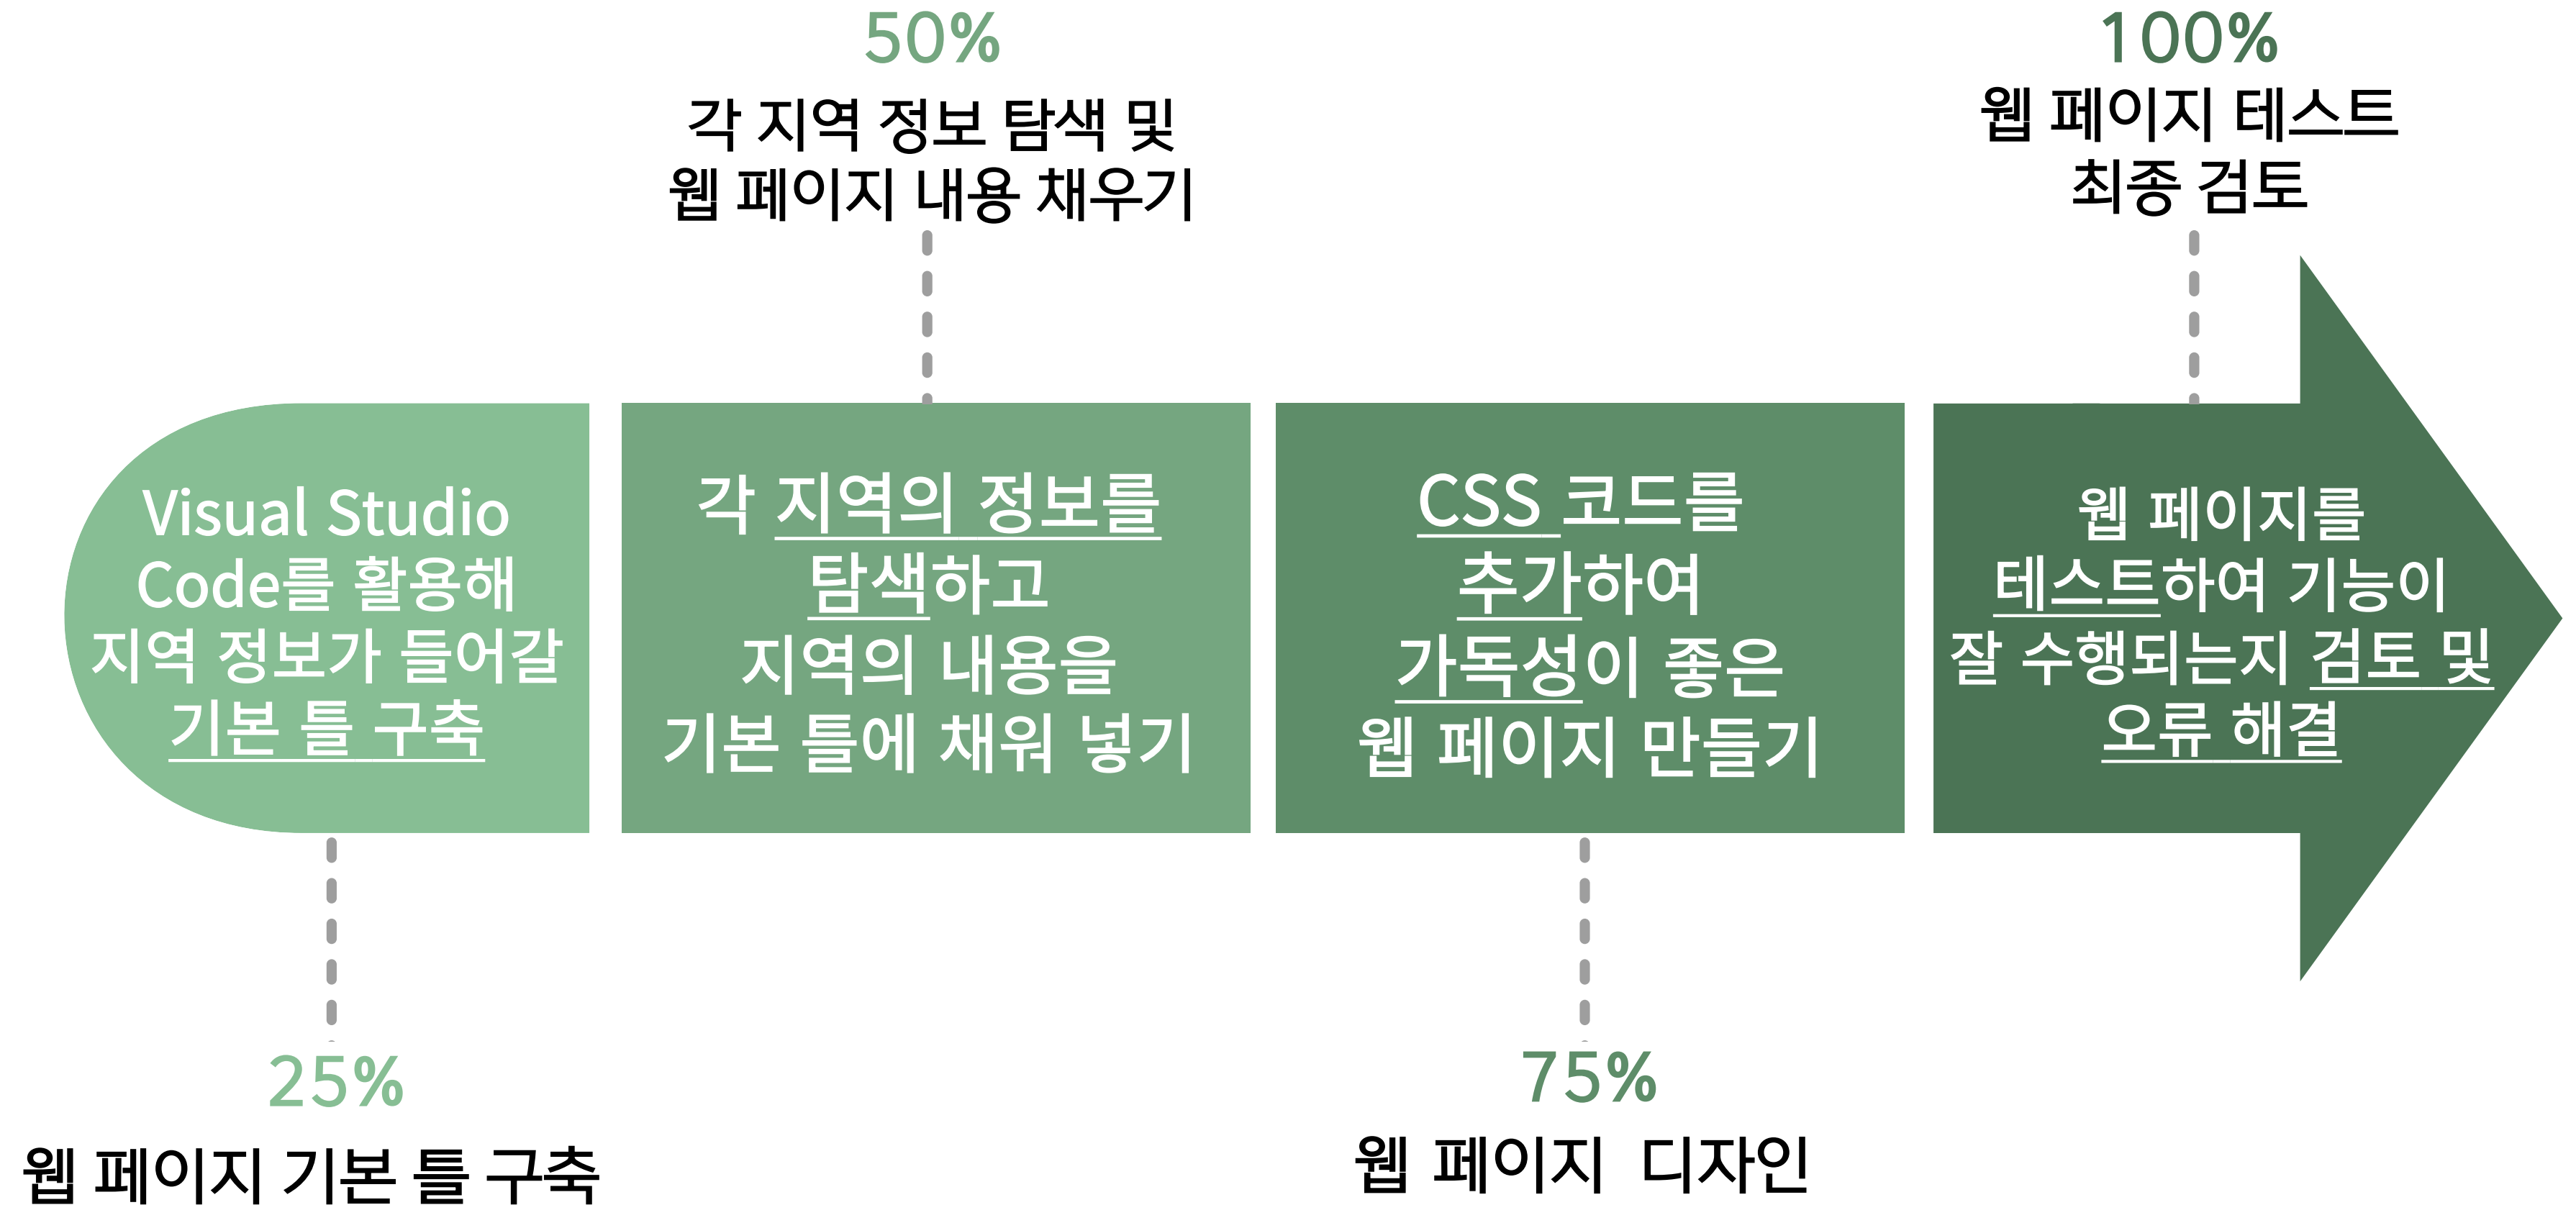 50%
각 지역 정보 탐색 및
웹 페이지 내용 채우기
100%
웹 페이지 테스트
최종 검토
Visual Studio
Code를 활용해
지역 정보가 들어갈
기본 틀 구축
각 지역의 정보를
탐색하고
지역의 내용을
기본 틀에 채워 넣기
CSS 코드를
추가하여
가독성이 좋은
웹 페이지 만들기
웹 페이지를
테스트하여 기능이
잘 수행되는지 검토 및
오류 해결
25%
웹 페이지 기본 틀 구축
75%
웹 페이지 디자인